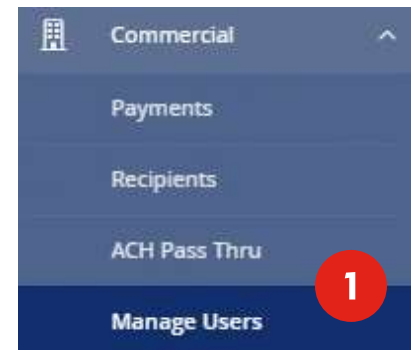 Commercial
Payments
Recipients
ACH Pass Thru
1
Manage Users